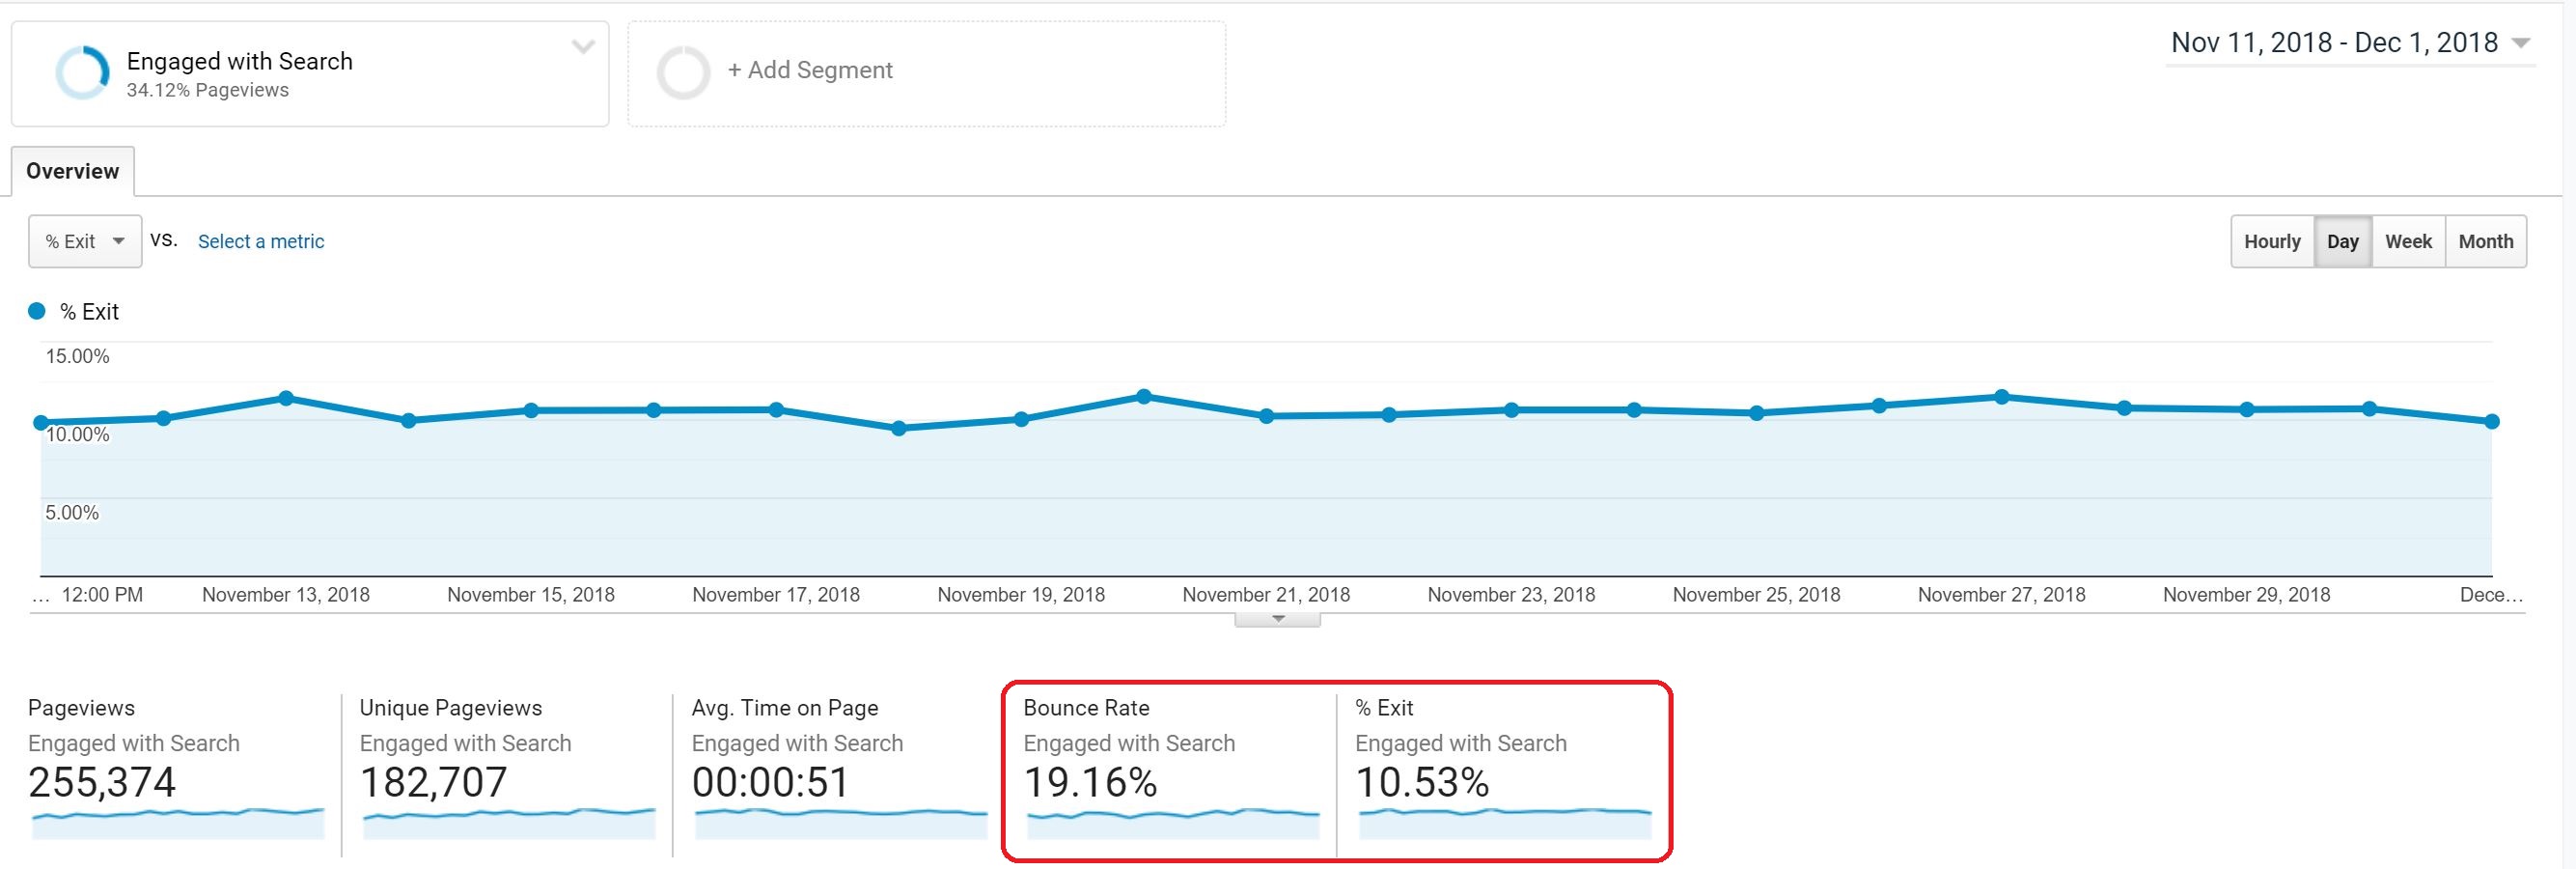 Engaged with Search
34.12% Pageviews
+ Add Segment
Nov 11, 2018 - Dec 1, 2018
Overview
% Exit
VS.
Select a metric
Hourly
Day
Week
Month
% Exit
15.00%
10.00%
5.00%
... 12:00 PM
November 13, 2018
November 15, 2018
November 17, 2018
November 19, 2018
November 21, 2018
November 23, 2018
November 25, 2018
November 27, 2018
November 29, 2018
Dece...
Pageviews
Engaged with Search
255,374
Unique Pageviews
Engaged with Search
182,707
Avg. Time on Page
Engaged with Search
00:00:51
Bounce Rate
Engaged with Search
19.16%
% Exit
Engaged with Search
10.53%